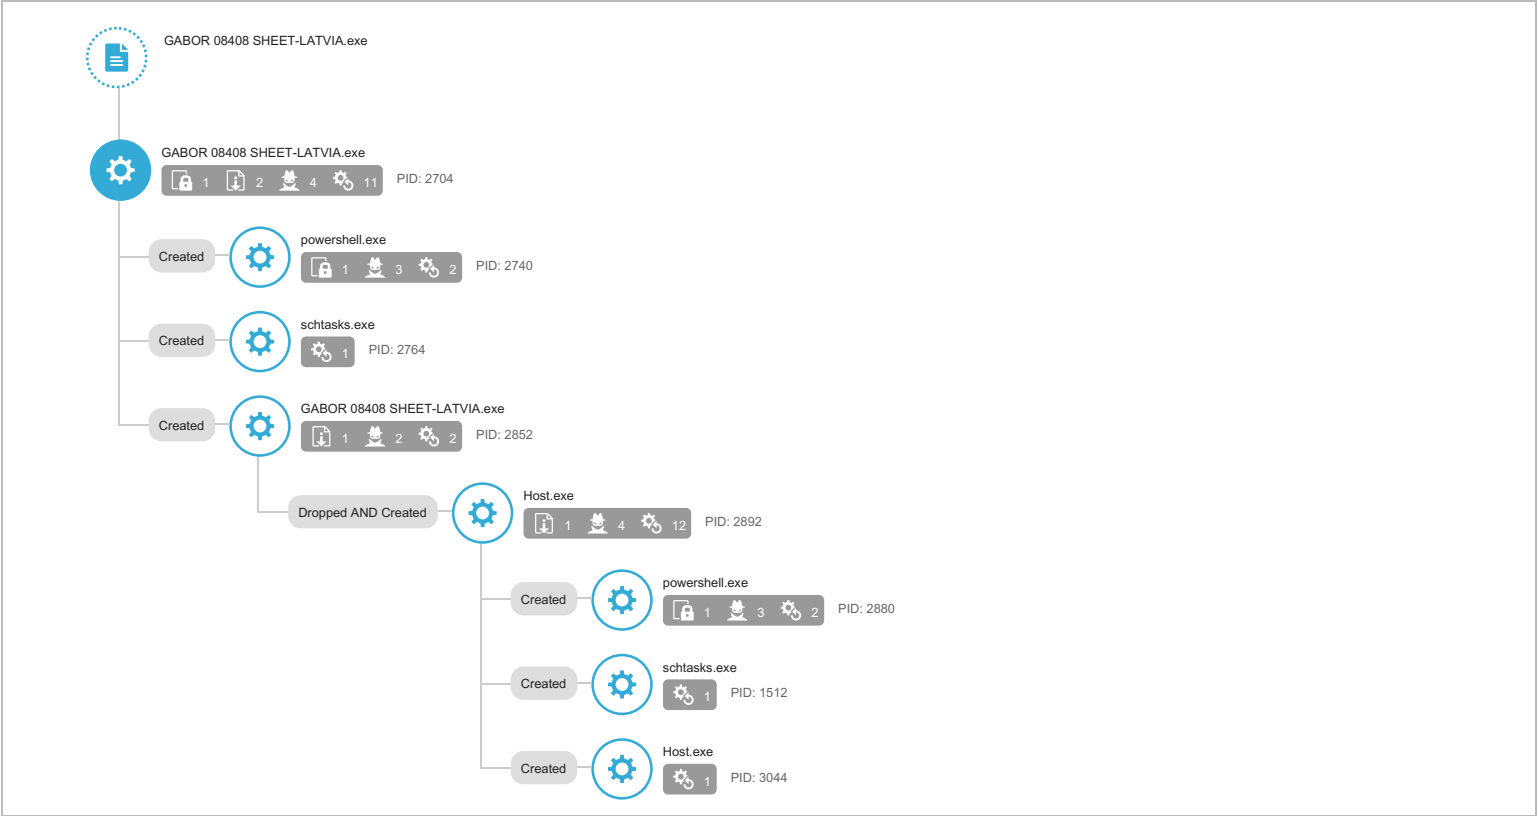 GABOR 08408 SHEET-LATVIA.exe
GABOR 08408 SHEET-LATVIA.exe
1 2 4 11 PID: 2704
Created
powershell.exe
1 3 2 PID: 2740
Created
schtasks.exe
1 PID: 2764
Created
GABOR 08408 SHEET-LATVIA.exe
1 2 2 PID: 2852
Dropped AND Created
Host.exe
1 4 12 PID: 2892
Created
powershell.exe
1 3 2 PID: 2880
Created
schtasks.exe
1 PID: 1512
Created
Host.exe
1 PID: 3044